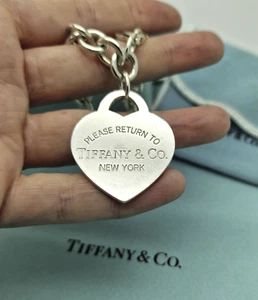 PLEASE RETURN TO
TIFFANY & CO.
NEW YORK
TIFFANY & CO.